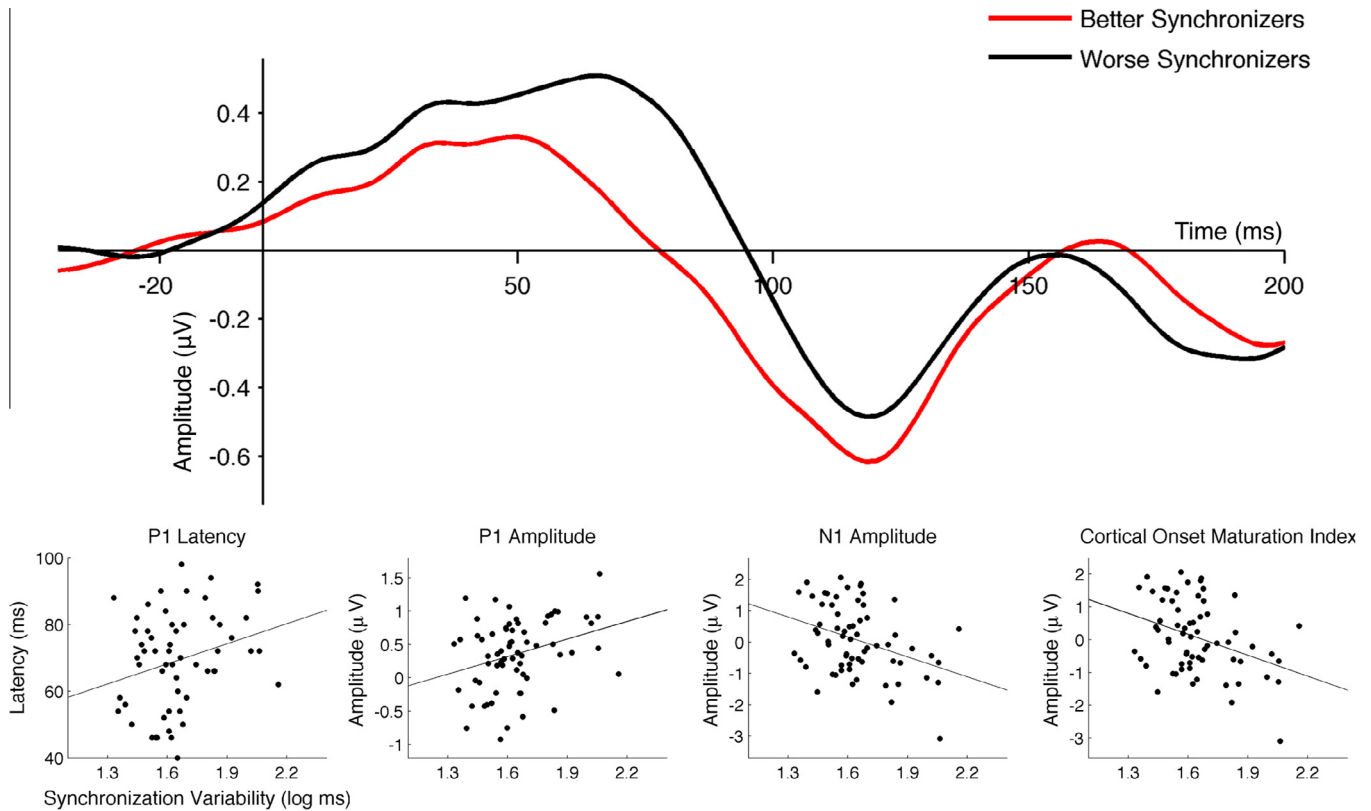 Better Synchronizers
Worse Synchronizers
0.4
0.2
-0.2
-0.4
-0.6
Amplitude (μV)
Time (ms)
-20 50 100 150 200
P1 Latency
100
80
60
40
Latency (ms)
1.3 1.6 1.9 2.2
Synchronization Variability (log ms)
P1 Amplitude
1.5
1
0.5
0
-0.5
-1
Amplitude (μ V)
1.3 1.6 1.9 2.2
N1 Amplitude
2
1
0
-1
-2
-3
Amplitude (μ V)
1.3 1.6 1.9 2.2
Cortical Onset Maturation Index
2
1
0
-1
-2
-3
Amplitude (μ V)
1.3 1.6 1.9 2.2